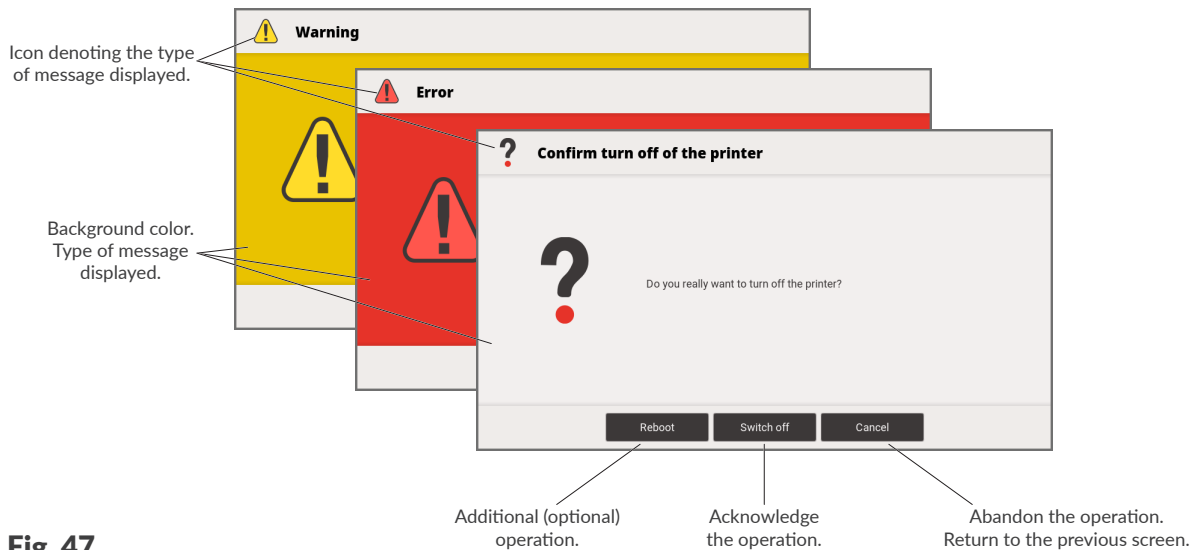 Warning
Icon denoting the type
of message displayed.
Error
Confirm turn off of the printer
Background color.
Type of message
displayed.
Do you really want to turn off the printer?
Reboot
Switch off
Cancel
Additional (optional)
operation.
Acknowledge
the operation.
Abandon the operation.
Return to the previous screen.
Fig. 47